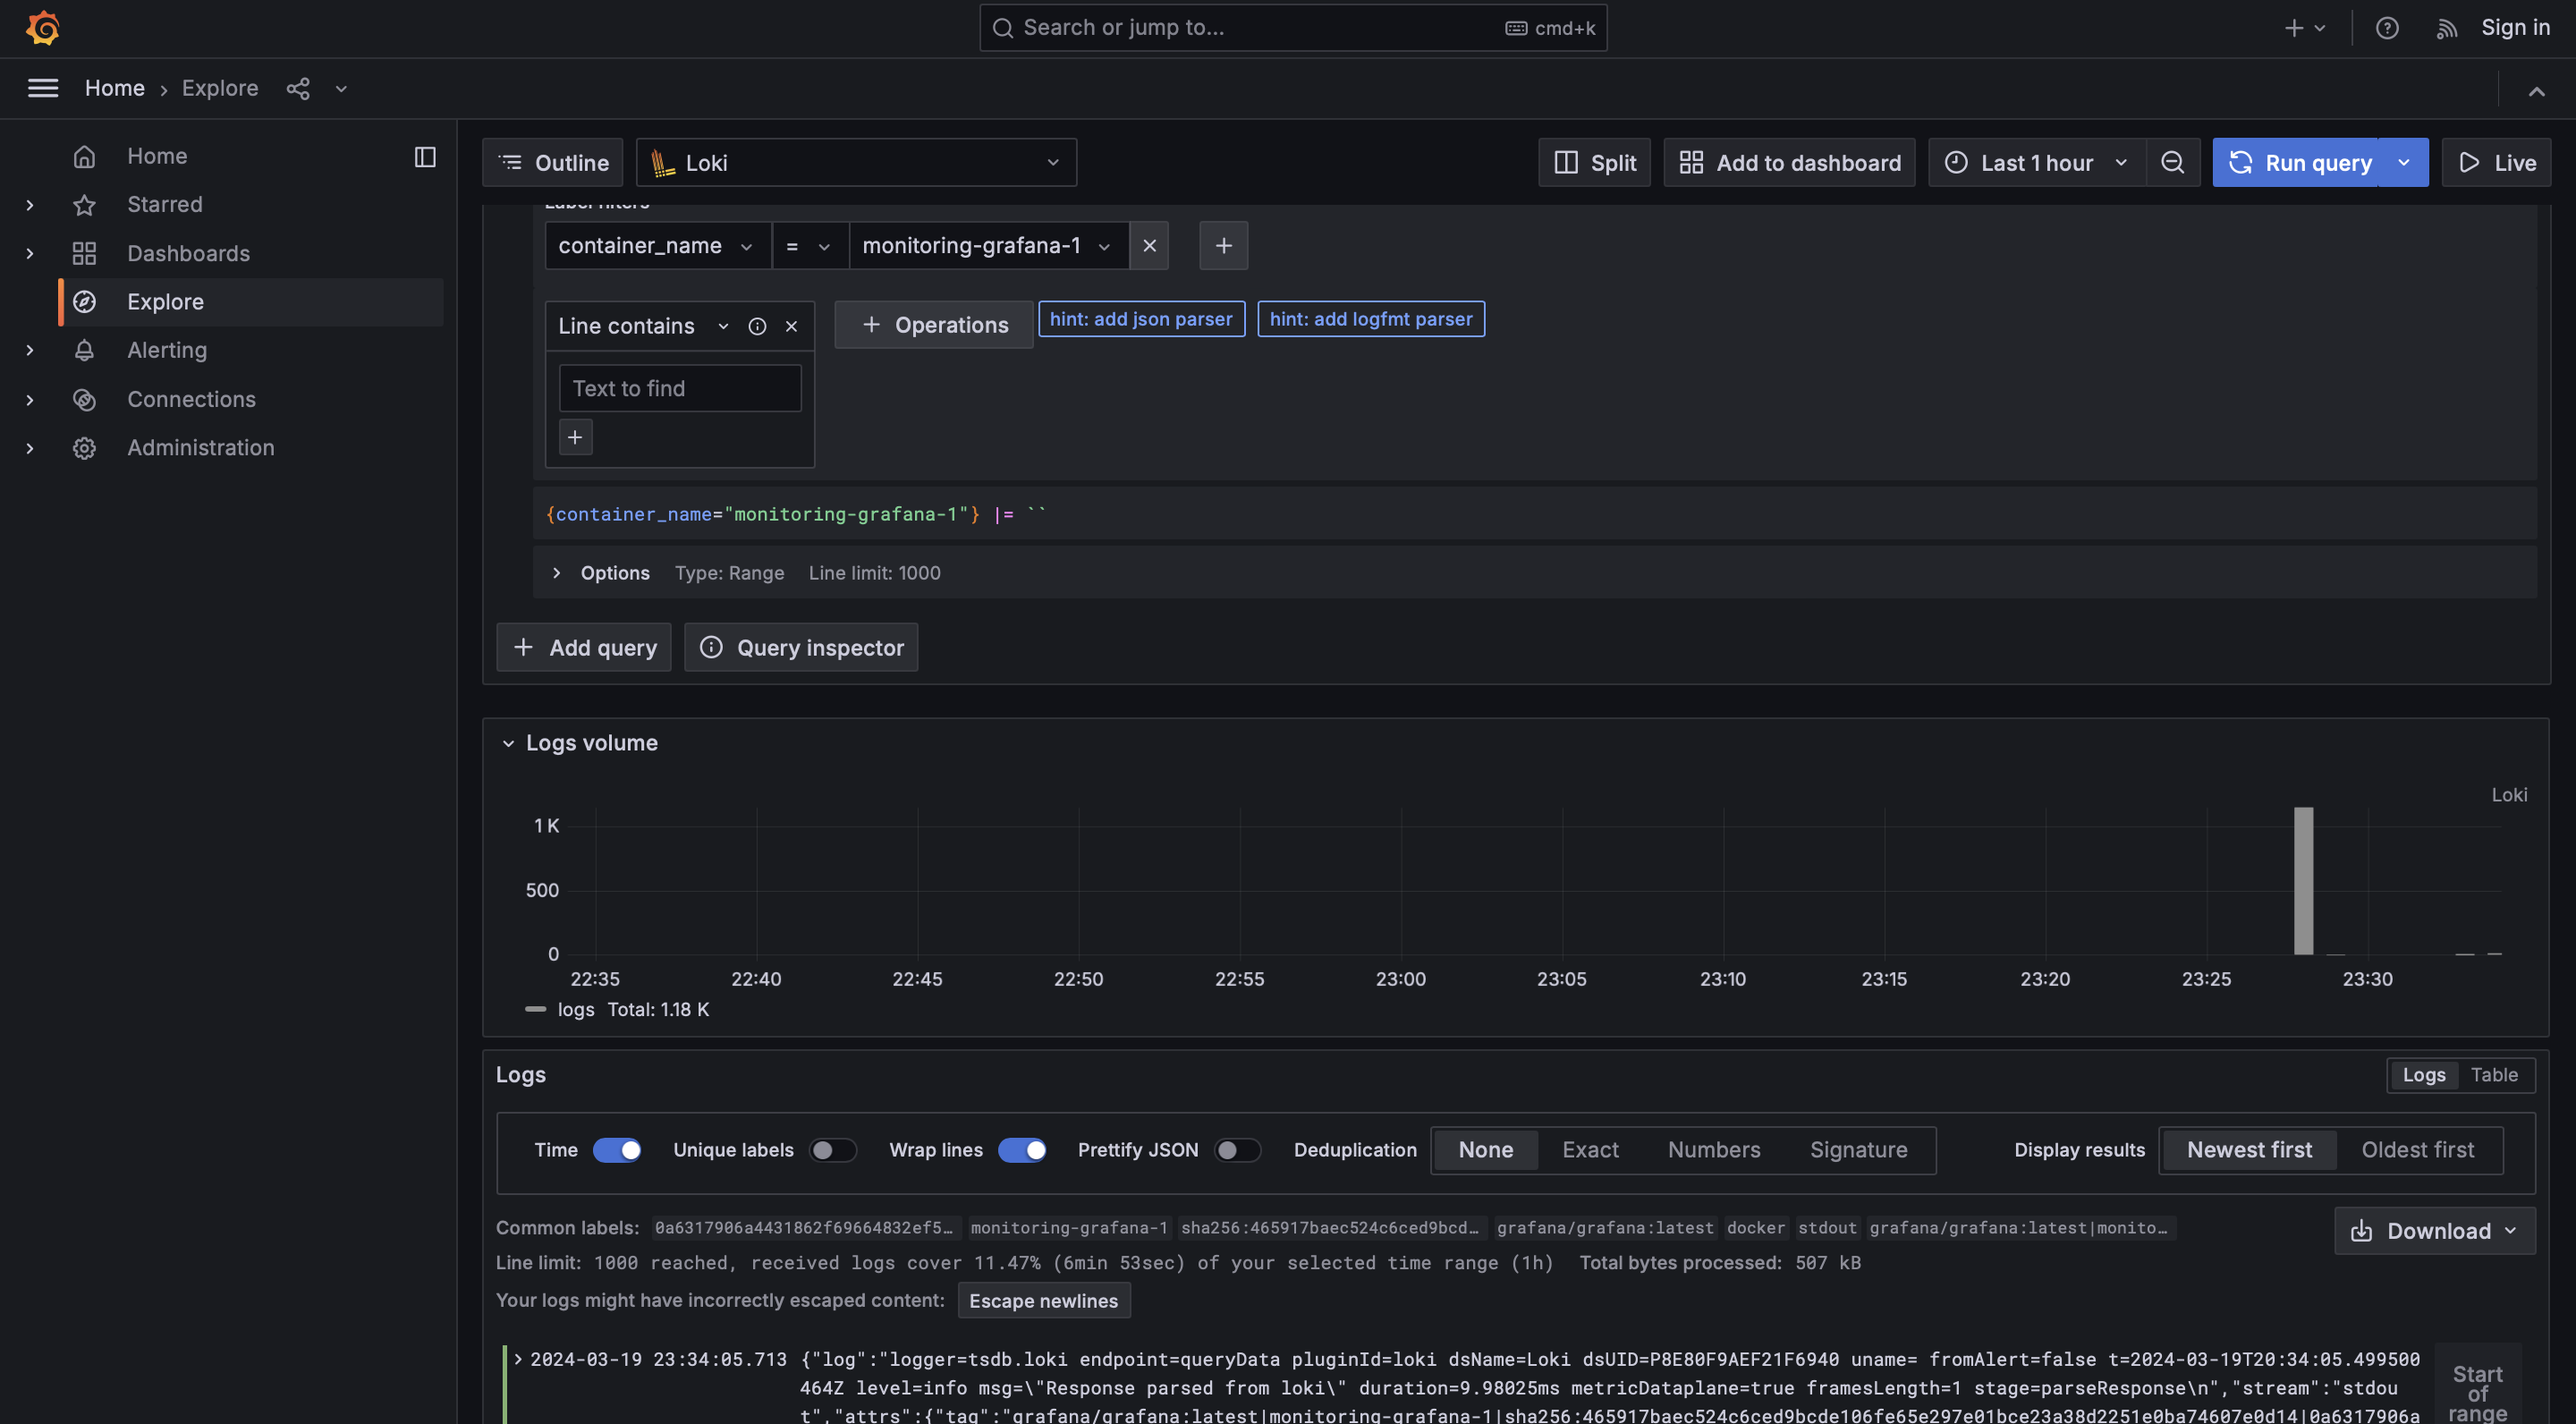 Search or jump to... cmd+k Sign in
Home › Explore
Home
Starred
Dashboards
Explore
Alerting
Connections
Administration
Outline Loki Split Add to dashboard Last 1 hour Run query Live
Label filters
container_name = monitoring-grafana-1
Line contains Operations hint: add json parser hint: add logfmt parser
Text to find
{container_name="monitoring-grafana-1"} |= ``
Options Type: Range Line limit: 1000
Add query Query inspector
Logs volume
Loki
1 K
500
0
22:35 22:40 22:45 22:50 22:55 23:00 23:05 23:10 23:15 23:20 23:25 23:30
logs Total: 1.18 K
Logs Logs Table
Time Unique labels Wrap lines Prettify JSON Deduplication None Exact Numbers Signature Display results Newest first Oldest first
Common labels: 0a6317906a4431862f69664832ef5… monitoring-grafana-1 sha256:465917baec524c6ced9bcd… grafana/grafana:latest docker stdout grafana/grafana:latest|monito… Download
Line limit: 1000 reached, received logs cover 11.47% (6min 53sec) of your selected time range (1h) Total bytes processed: 507 kB
Your logs might have incorrectly escaped content: Escape newlines
2024-03-19 23:34:05.713 {"log":"logger=tsdb.loki endpoint=queryData pluginId=loki dsName=Loki dsUID=P8E80F9AEF21F6940 uname= fromAlert=false t=2024-03-19T20:34:05.499500
464Z level=info msg=\"Response parsed from loki\" duration=9.98025ms metricDataplane=true framesLength=1 stage=parseResponse\n","stream":"stdou
t","attrs":{"tag":"grafana/grafana:latest|monitoring-grafana-1|sha256:465917baec524c6ced9bcde106fe65e297e01bce23a38d2251e0ba74607e0d14|0a6317906a
Start
of
range